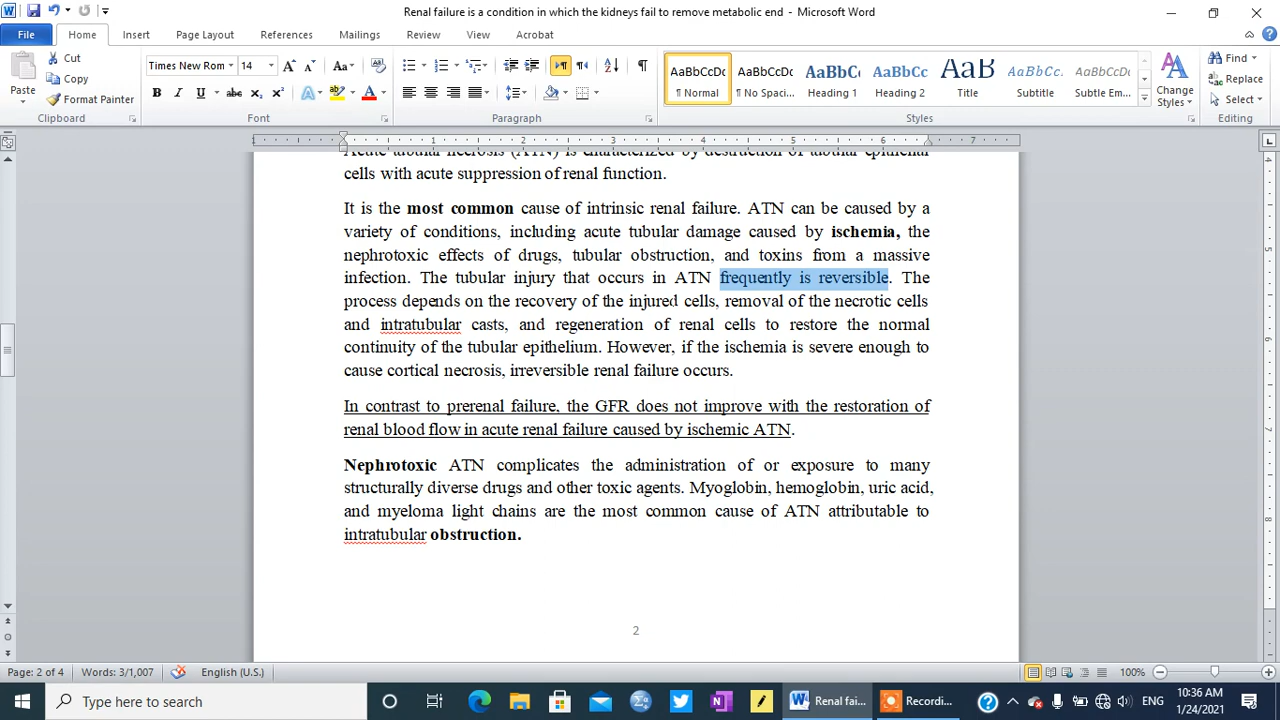 Renal failure is a condition in which the kidneys fail to remove metabolic end - Microsoft Word
File Home Insert Page Layout References Mailings Review View Acrobat
Cut
Copy
Format Painter
Paste
Clipboard
Times New Rom 14
Font
Paragraph
AaBbCcDc AaBbCcDc AaBbC AaBbCc AaB AaBbCc. AaBbCcDc
¶ Normal ¶ No Spaci... Heading 1 Heading 2 Title Subtitle Subtle Em...
Change Styles
Styles
Find
Replace
Select
Editing
Acute tubular necrosis (ATN) is characterized by destruction of tubular epithelial
cells with acute suppression of renal function.
It is the most common cause of intrinsic renal failure. ATN can be caused by a
variety of conditions, including acute tubular damage caused by ischemia, the
nephrotoxic effects of drugs, tubular obstruction, and toxins from a massive
infection. The tubular injury that occurs in ATN frequently is reversible. The
process depends on the recovery of the injured cells, removal of the necrotic cells
and intratubular casts, and regeneration of renal cells to restore the normal
continuity of the tubular epithelium. However, if the ischemia is severe enough to
cause cortical necrosis, irreversible renal failure occurs.
In contrast to prerenal failure, the GFR does not improve with the restoration of
renal blood flow in acute renal failure caused by ischemic ATN.
Nephrotoxic ATN complicates the administration of or exposure to many
structurally diverse drugs and other toxic agents. Myoglobin, hemoglobin, uric acid,
and myeloma light chains are the most common cause of ATN attributable to
intratubular obstruction.
2
Page: 2 of 4 Words: 3/1,007 English (U.S.) 100%
Type here to search
Renal fai... Recordi... ENG 10:36 AM
1/24/2021